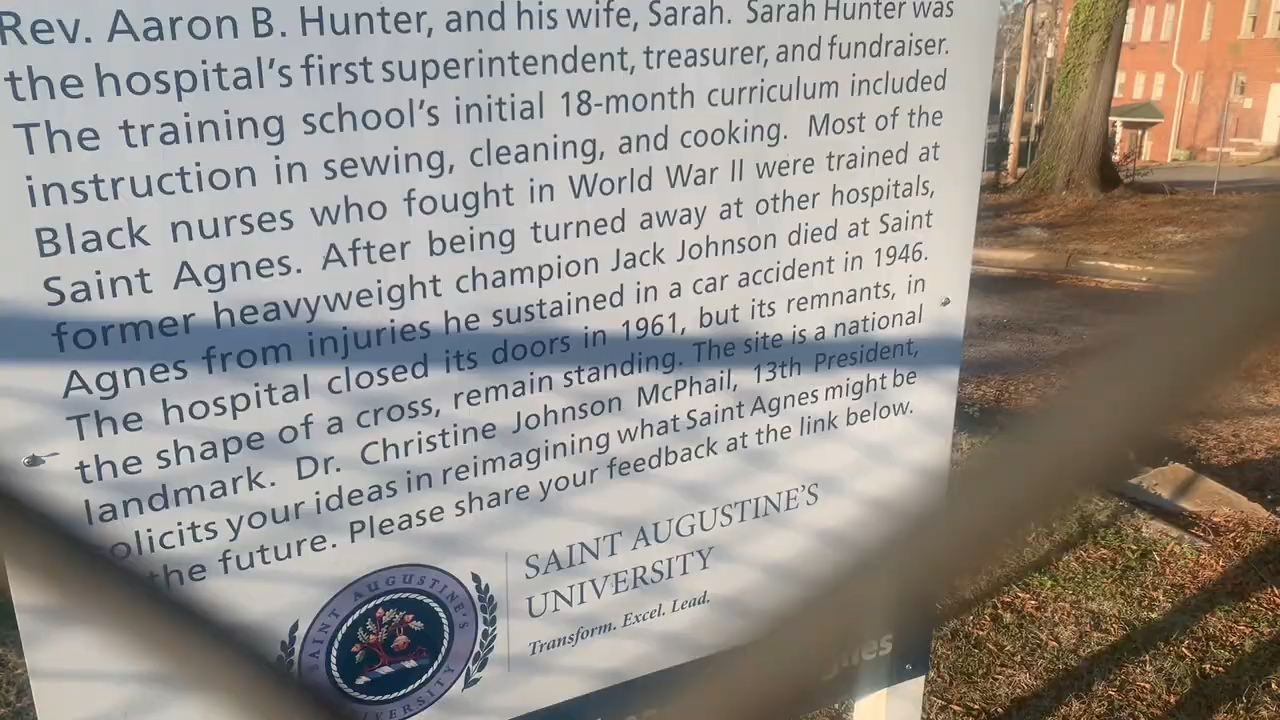 Rev. Aaron B. Hunter, and his wife, Sarah. Sarah Hunter was
the hospital's first superintendent, treasurer, and fundraiser.
The training school's initial 18-month curriculum included
instruction in sewing, cleaning, and cooking. Most of the
Black nurses who fought in World War II were trained at
Saint Agnes. After being turned away at other hospitals,
former heavyweight champion Jack Johnson died at Saint
Agnes from injuries he sustained in a car accident in 1946.
The hospital closed its doors in 1961, but its remnants, in
the shape of a cross, remain standing. The site is a national
landmark. Dr. Christine Johnson McPhail, 13th President,
olicits your ideas in reimagining what Saint Agnes might be
the future. Please share your feedback at the link below.
SAINT AUGUSTINE'S
UNIVERSITY
Transform. Excel. Lead.
SAINT AUGUSTINE'S
VERSITY